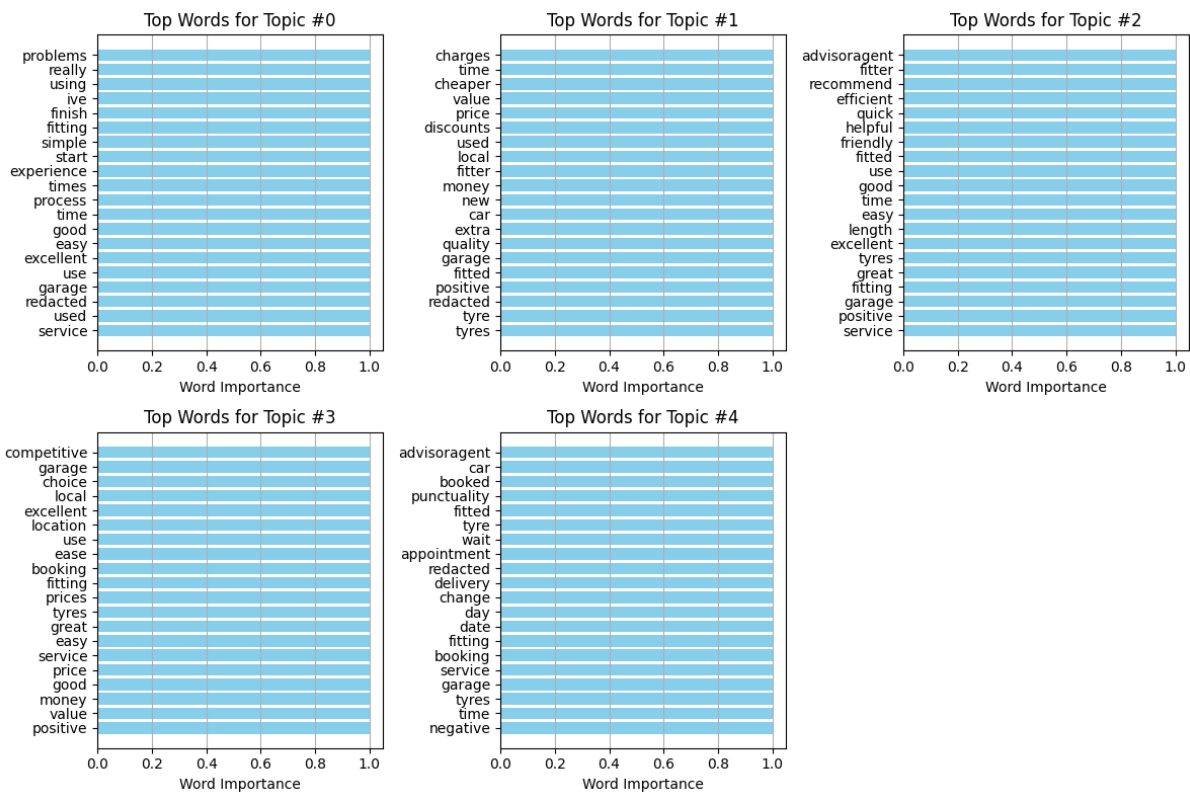 Top Words for Topic #0
problems
really
using
ive
finish
fitting
simple
start
experience
times
process
time
good
easy
excellent
use
garage
redacted
used
service
0.0 0.2 0.4 0.6 0.8 1.0
Word Importance
Top Words for Topic #1
charges
time
cheaper
value
price
discounts
used
local
fitter
money
new
car
extra
quality
garage
fitted
positive
redacted
tyre
tyres
0.0 0.2 0.4 0.6 0.8 1.0
Word Importance
Top Words for Topic #2
advisoragent
fitter
recommend
efficient
quick
helpful
friendly
fitted
use
good
time
easy
length
excellent
tyres
great
fitting
garage
positive
service
0.0 0.2 0.4 0.6 0.8 1.0
Word Importance
Top Words for Topic #3
competitive
garage
choice
local
excellent
location
use
ease
booking
fitting
prices
tyres
great
easy
service
price
good
money
value
positive
0.0 0.2 0.4 0.6 0.8 1.0
Word Importance
Top Words for Topic #4
advisoragent
car
booked
punctuality
fitted
tyre
wait
appointment
redacted
delivery
change
day
date
fitting
booking
service
garage
tyres
time
negative
0.0 0.2 0.4 0.6 0.8 1.0
Word Importance